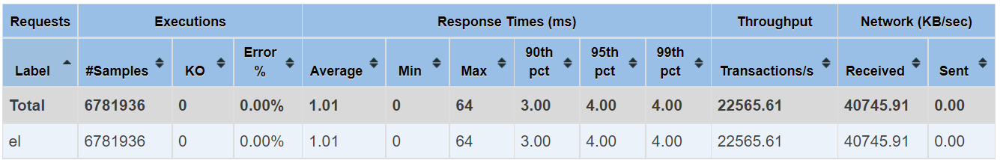 Requests Executions Response Times (ms) Throughput Network (KB/sec)
Label #Samples KO Error % Average Min Max 90th pct 95th pct 99th pct Transactions/s Received Sent
Total 6781936 0 0.00% 1.01 0 64 3.00 4.00 4.00 22565.61 40745.91 0.00
el 6781936 0 0.00% 1.01 0 64 3.00 4.00 4.00 22565.61 40745.91 0.00